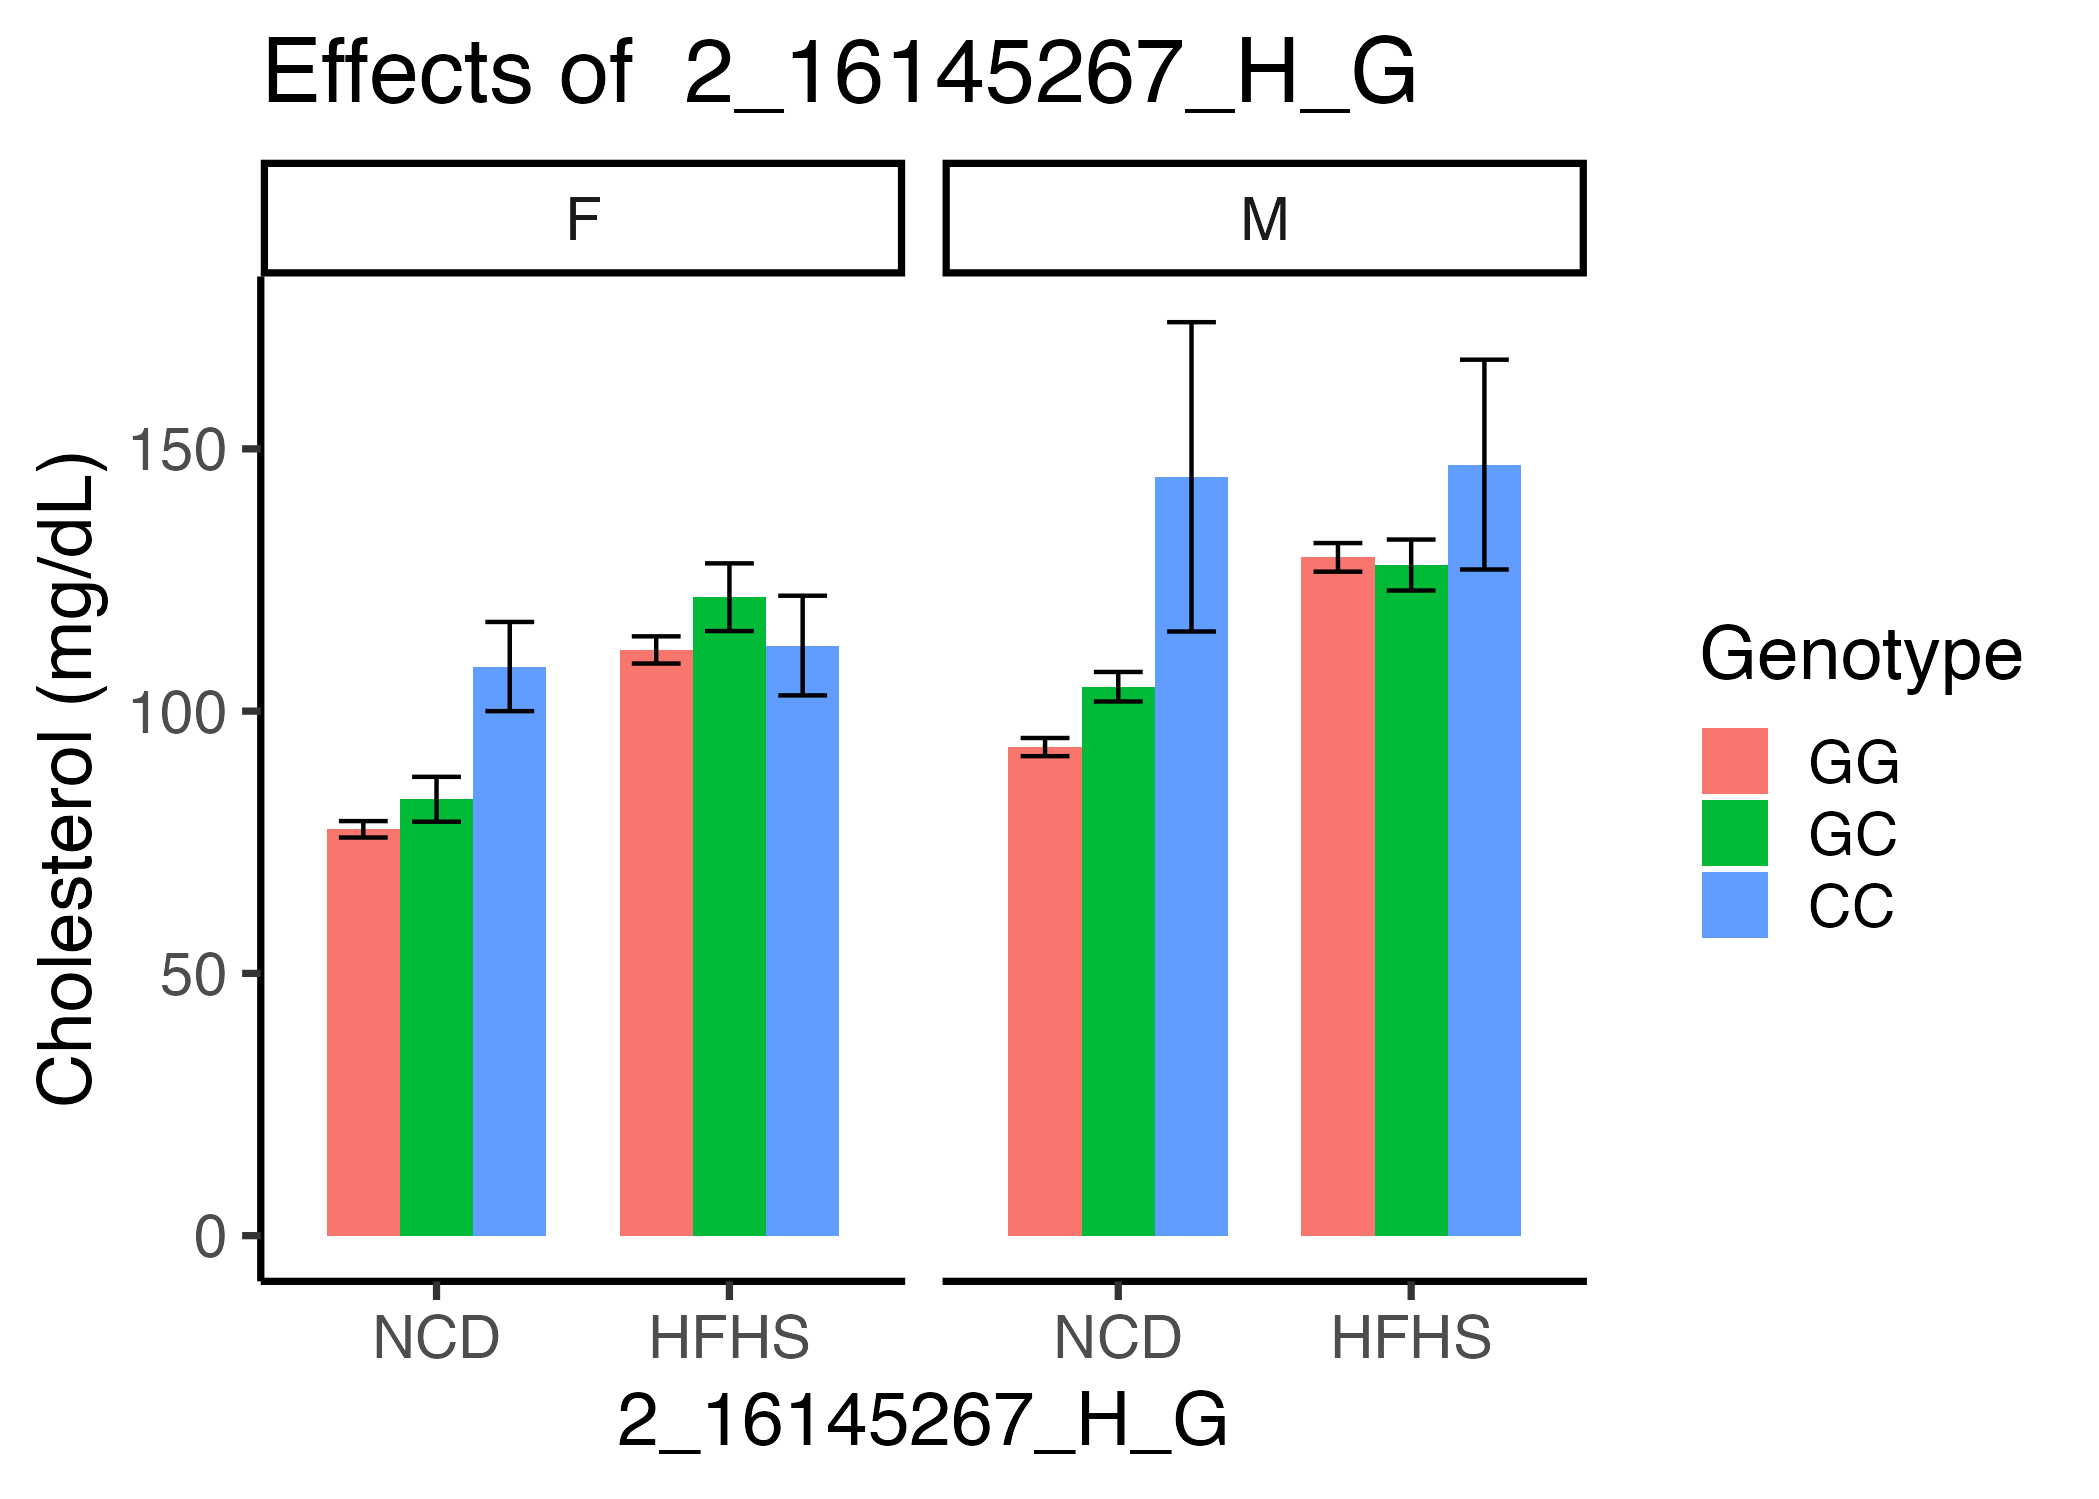 Effects of  2_16145267_H_G
F
M
Cholesterol (mg/dL)
150
100
50
0
NCD
HFHS
NCD
HFHS
2_16145267_H_G
Genotype
GG
GC
CC